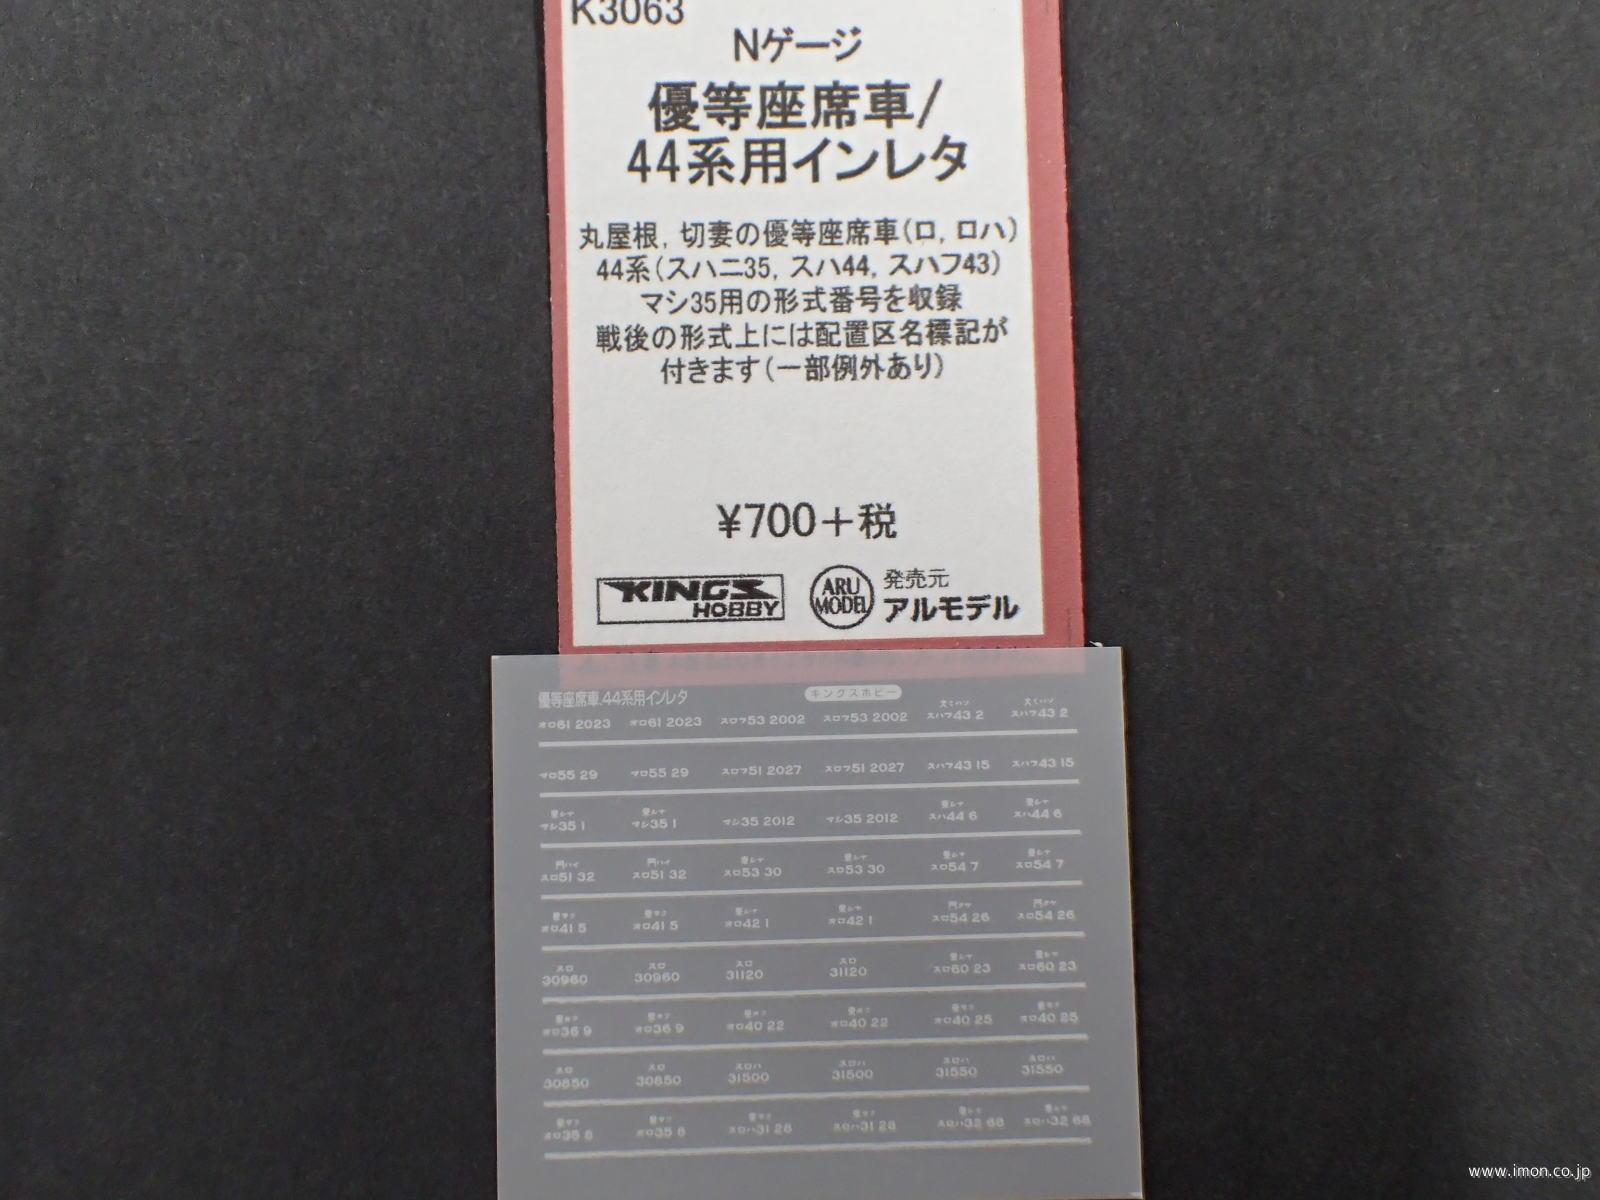 K3063
Nゲージ
優等座席車/
44系用インレタ
丸屋根, 切妻の優等座席車(ロ, ロハ)
44系(スハニ35, スハ44, スハフ43)
マシ35用の形式番号を収録
戦後の形式上には配置区名標記が
付きます(一部例外あり)
¥700+税
KINGS HOBBY
ARU MODEL
発売元
アルモデル
優等座席車.44系用インレタ キングスホビー
オロ61 2023 オロ61 2023 スロフ53 2002 スロフ53 2002 スハフ43 2 スハフ43 2
マロ55 29 マロ55 29 スロフ51 2027 スロフ51 2027 スハフ43 15 スハフ43 15
マシ35 1 マシ35 1 マシ35 2012 マシ35 2012 スハ44 6 スハ44 6
門ハイ 門ハイ
スロ51 32 スロ51 32 スロ53 30 スロ53 30 スロ54 7 スロ54 7
オロ41 5 オロ41 5 オロ42 1 オロ42 1 スロ54 26 スロ54 26
スロ スロ スロ スロ
30960 30960 31120 31120 スロ60 23 スロ60 23
オロ36 9 オロ36 9 オロ40 22 オロ40 22 オロ40 25 オロ40 25
スロ スロ スロハ スロハ スロハ スロハ
30850 30850 31500 31500 31550 31550
オロ35 8 オロ35 8 スロハ31 28 スロハ31 28 スロハ32 68 スロハ32 68
www.imon.co.jp